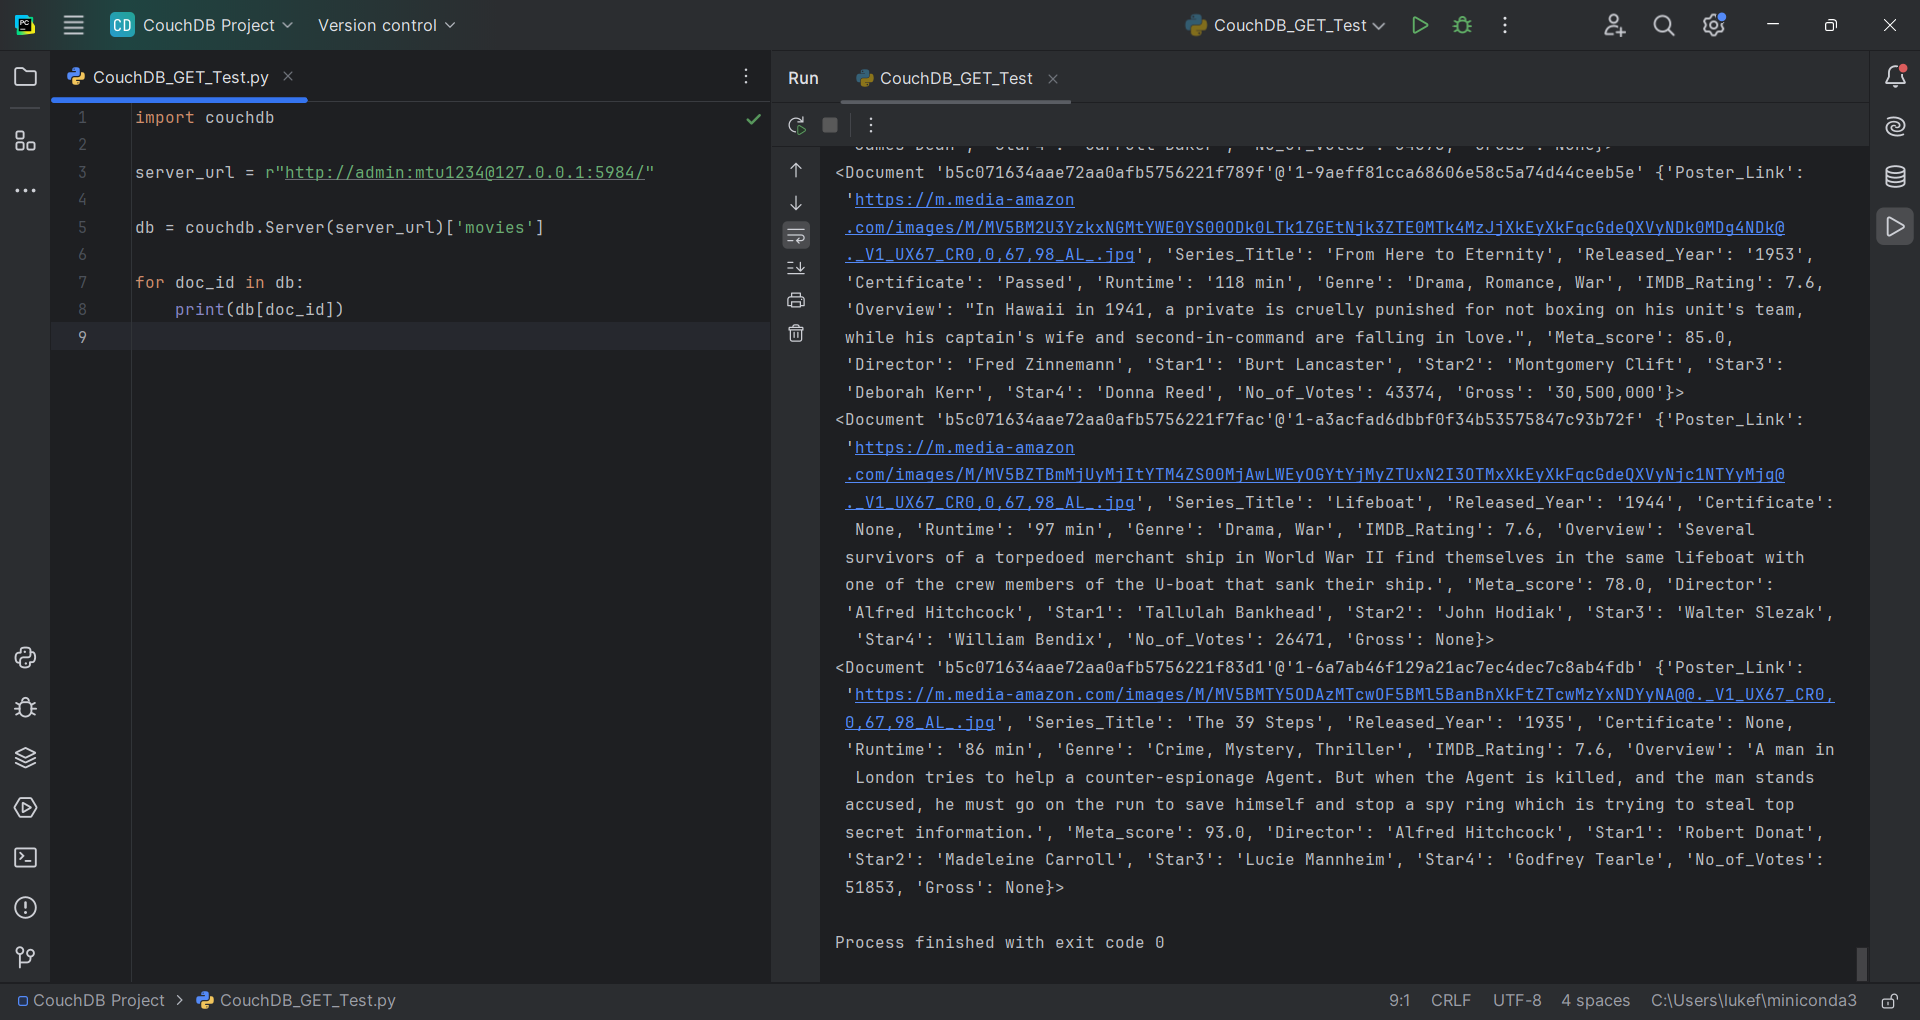 CD CouchDB Project Version control CouchDB_GET_Test
CouchDB_GET_Test.py
1 import couchdb
2
3 server_url = r"http://admin:mtu1234@127.0.0.1:5984/"
4
5 db = couchdb.Server(server_url)['movies']
6
7 for doc_id in db:
8 print(db[doc_id])
9
Run CouchDB_GET_Test
<Document 'b5c071634aae72aa0afb5756221f789f'@'1-9aeff81cca68606e58c5a74d44ceeb5e' {'Poster_Link':
'https://m.media-amazon
.com/images/M/MV5BM2U3YzkxNGMtYWE0YS00ODk0LTk1ZGEtNjk3ZTE0MTk4MzJjXkEyXkFqcGdeQXVyNDk0MDg4NDk@
._V1_UX67_CR0,0,67,98_AL_.jpg', 'Series_Title': 'From Here to Eternity', 'Released_Year': '1953',
'Certificate': 'Passed', 'Runtime': '118 min', 'Genre': 'Drama, Romance, War', 'IMDB_Rating': 7.6,
'Overview': "In Hawaii in 1941, a private is cruelly punished for not boxing on his unit's team,
while his captain's wife and second-in-command are falling in love.", 'Meta_score': 85.0,
'Director': 'Fred Zinnemann', 'Star1': 'Burt Lancaster', 'Star2': 'Montgomery Clift', 'Star3':
'Deborah Kerr', 'Star4': 'Donna Reed', 'No_of_Votes': 43374, 'Gross': '30,500,000'}>
<Document 'b5c071634aae72aa0afb5756221f7fac'@'1-a3acfad6dbbf0f34b53575847c93b72f' {'Poster_Link':
'https://m.media-amazon
.com/images/M/MV5BZTBmMjUyMjItYTM4ZS00MjAwLWEyOGYtYjMyZTUxN2I3OTMxXkEyXkFqcGdeQXVyNjc1NTYyMjg@
._V1_UX67_CR0,0,67,98_AL_.jpg', 'Series_Title': 'Lifeboat', 'Released_Year': '1944', 'Certificate':
None, 'Runtime': '97 min', 'Genre': 'Drama, War', 'IMDB_Rating': 7.6, 'Overview': 'Several
survivors of a torpedoed merchant ship in World War II find themselves in the same lifeboat with
one of the crew members of the U-boat that sank their ship.', 'Meta_score': 78.0, 'Director':
'Alfred Hitchcock', 'Star1': 'Tallulah Bankhead', 'Star2': 'John Hodiak', 'Star3': 'Walter Slezak',
'Star4': 'William Bendix', 'No_of_Votes': 26471, 'Gross': None}>
<Document 'b5c071634aae72aa0afb5756221f83d1'@'1-6a7ab46f129a21ac7ec4dec7c8ab4fdb' {'Poster_Link':
'https://m.media-amazon.com/images/M/MV5BMTY5ODAzMTcwOF5BMl5BanBnXkFtZTcwMzYxNDYyNA@@._V1_UX67_CR0,
0,67,98_AL_.jpg', 'Series_Title': 'The 39 Steps', 'Released_Year': '1935', 'Certificate': None,
'Runtime': '86 min', 'Genre': 'Crime, Mystery, Thriller', 'IMDB_Rating': 7.6, 'Overview': 'A man in
London tries to help a counter-espionage Agent. But when the Agent is killed, and the man stands
accused, he must go on the run to save himself and stop a spy ring which is trying to steal top
secret information.', 'Meta_score': 93.0, 'Director': 'Alfred Hitchcock', 'Star1': 'Robert Donat',
'Star2': 'Madeleine Carroll', 'Star3': 'Lucie Mannheim', 'Star4': 'Godfrey Tearle', 'No_of_Votes':
51853, 'Gross': None}>
Process finished with exit code 0
CouchDB Project > CouchDB_GET_Test.py 9:1 CRLF UTF-8 4 spaces C:\Users\lukef\miniconda3